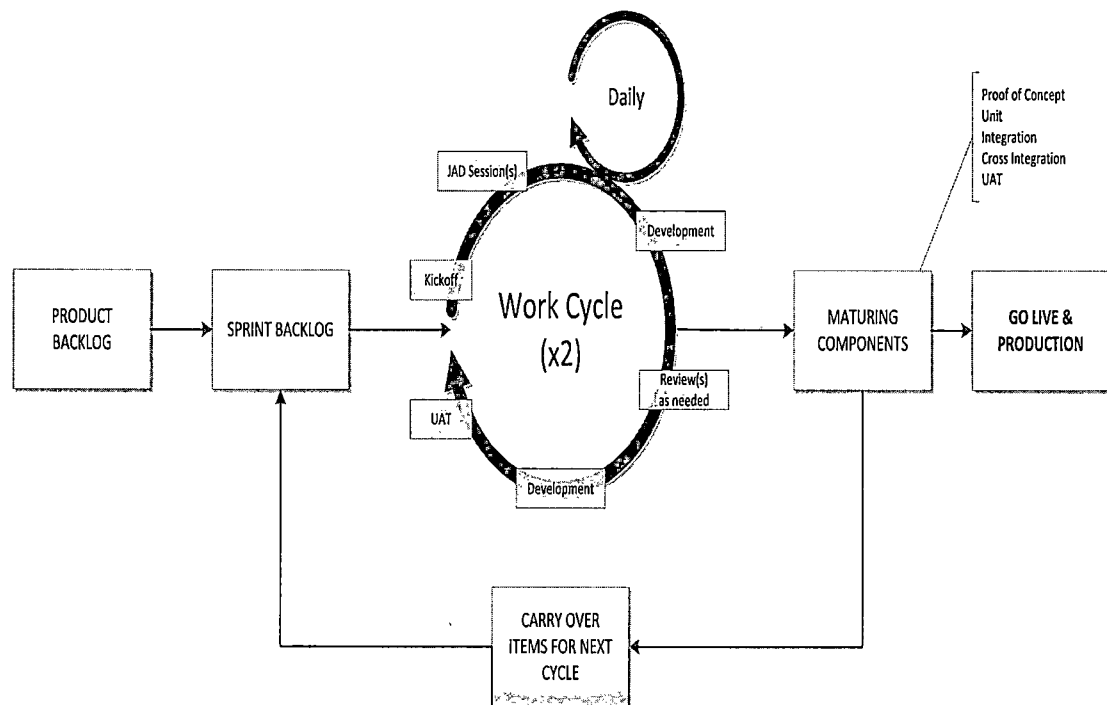 Daily
Proof of Concept
Unit
Integration
Cross Integration
UAT
JAD Session(s)
Development
Kickoff
PRODUCT
BACKLOG
SPRINT BACKLOG
Work Cycle
(x2)
MATURING
COMPONENTS
GO LIVE &
PRODUCTION
Review(s)
as needed
UAT
Development
CARRY OVER
ITEMS FOR NEXT
CYCLE